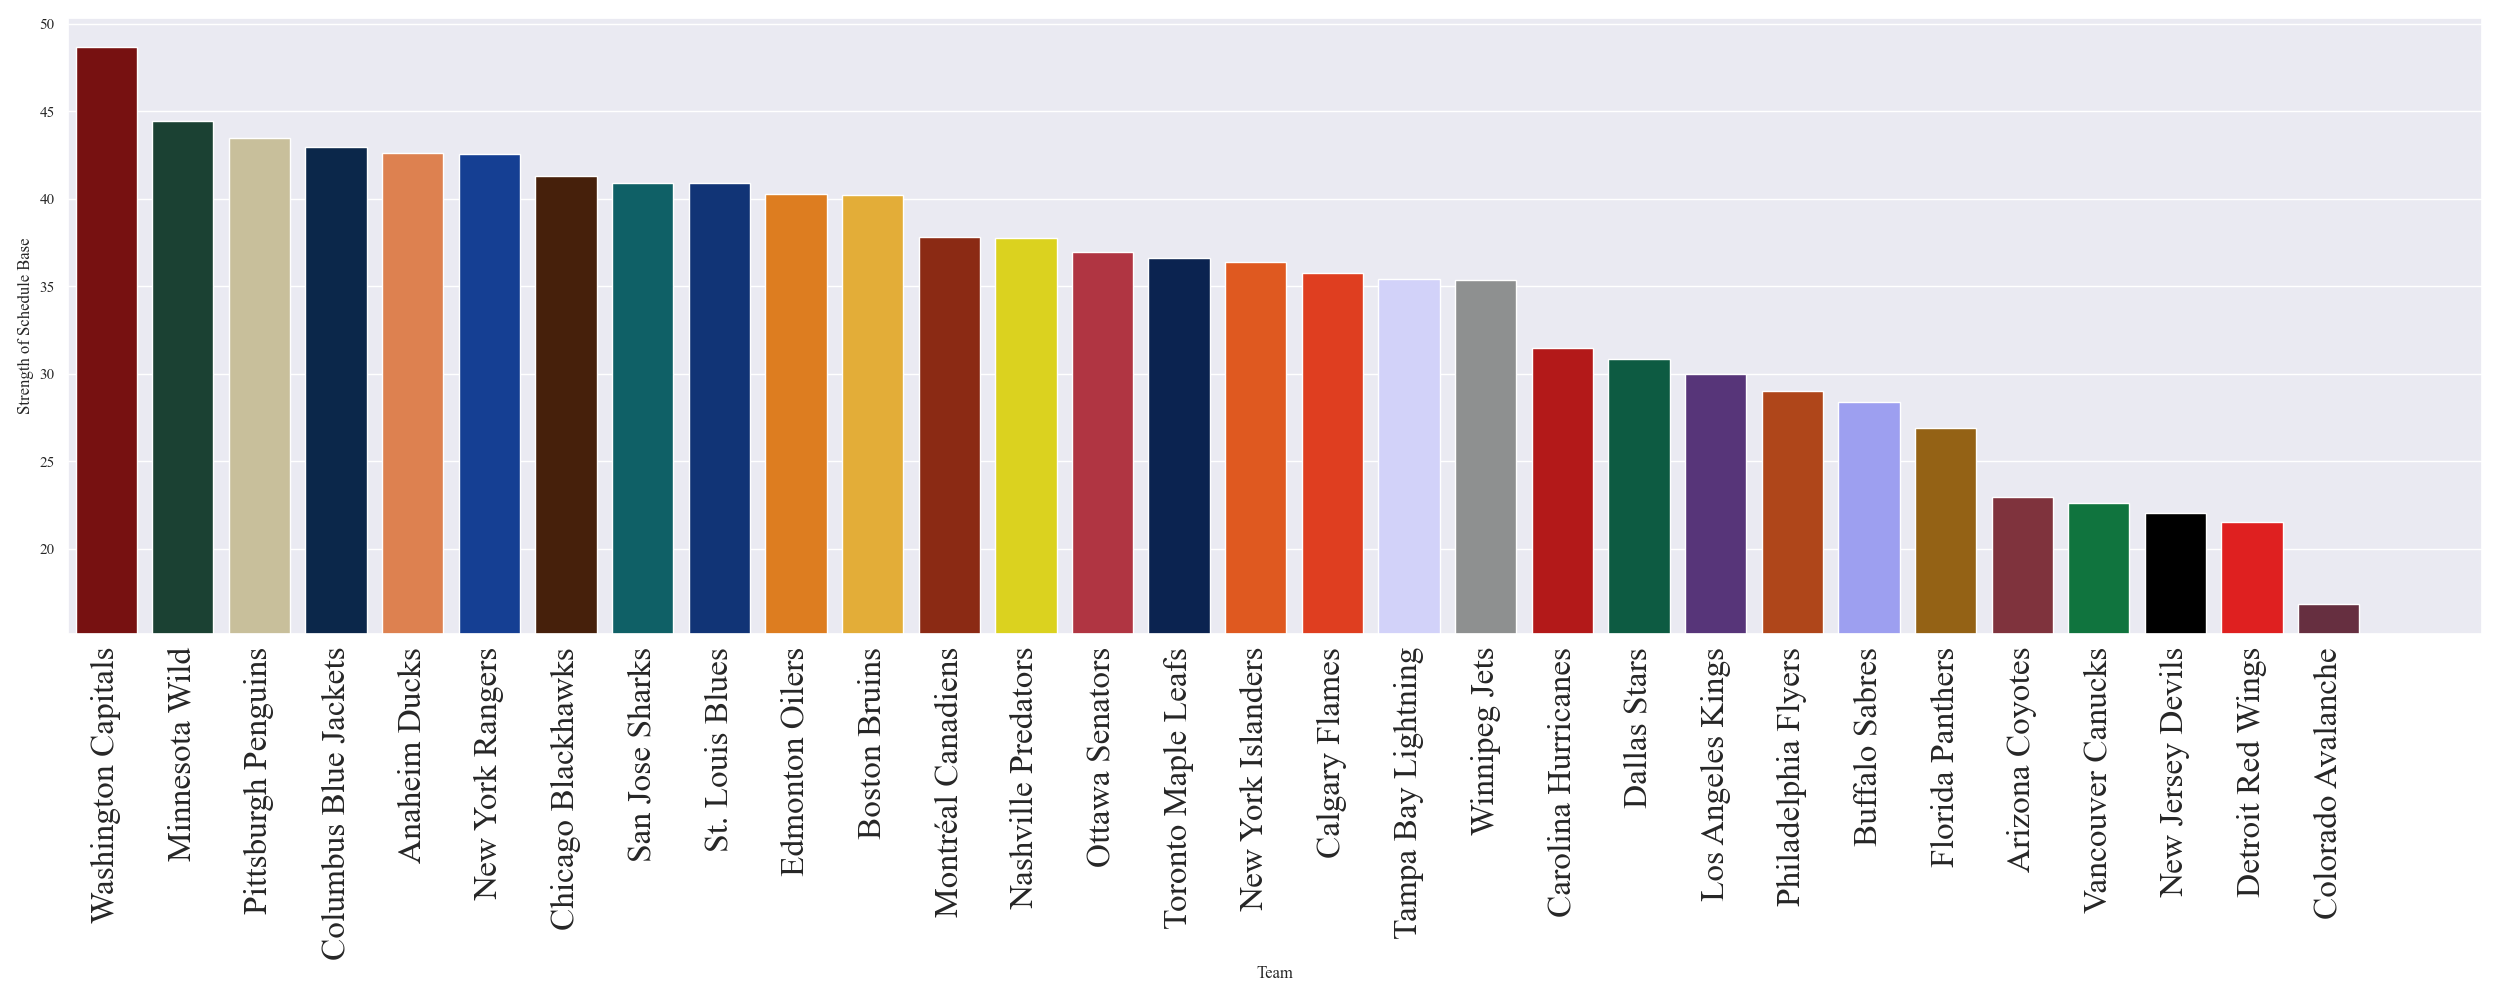 50
45
40
35
30
25
20
Strength of Schedule Base
Washington Capitals
Minnesota Wild
Pittsburgh Penguins
Columbus Blue Jackets
Anaheim Ducks
New York Rangers
Chicago Blackhawks
San Jose Sharks
St. Louis Blues
Edmonton Oilers
Boston Bruins
Montréal Canadiens
Nashville Predators
Ottawa Senators
Toronto Maple Leafs
New York Islanders
Calgary Flames
Tampa Bay Lightning
Winnipeg Jets
Carolina Hurricanes
Dallas Stars
Los Angeles Kings
Philadelphia Flyers
Buffalo Sabres
Florida Panthers
Arizona Coyotes
Vancouver Canucks
New Jersey Devils
Detroit Red Wings
Colorado Avalanche
Team